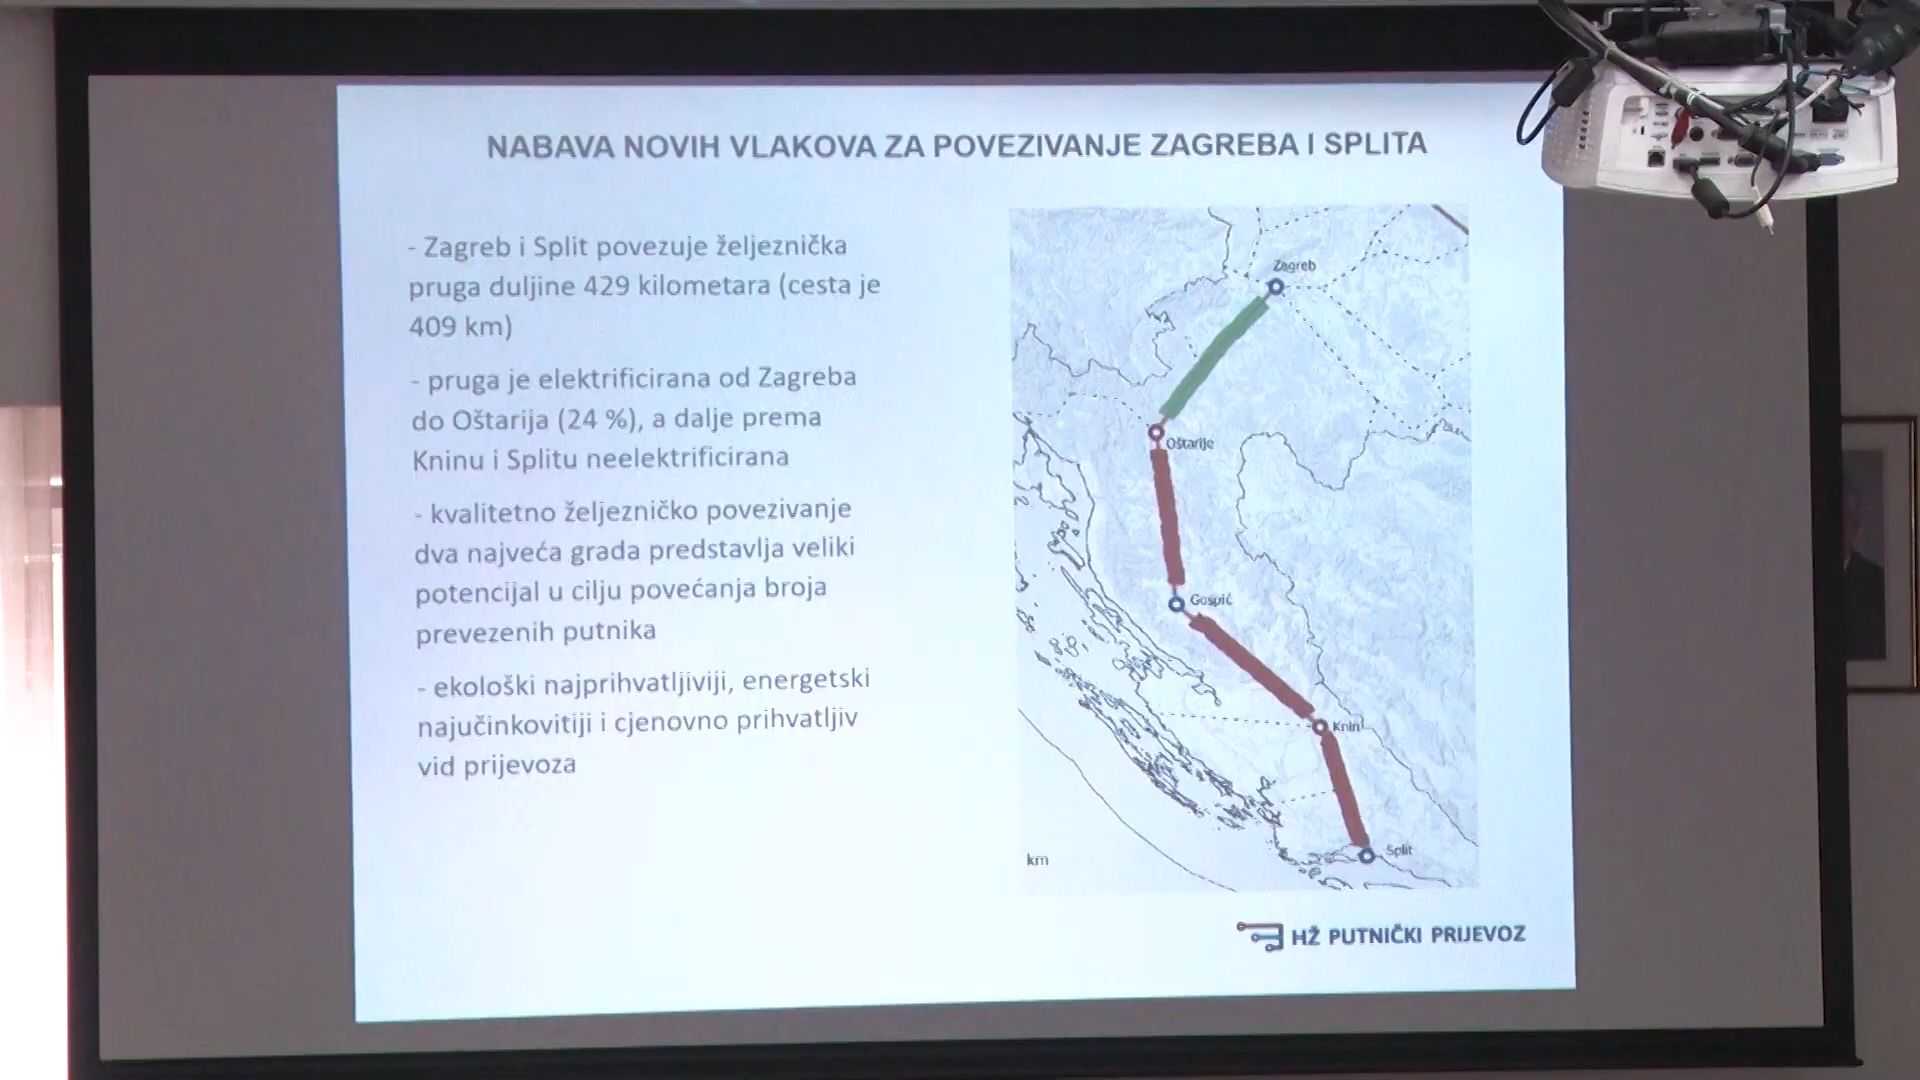 NABAVA NOVIH VLAKOVA ZA POVEZIVANJE ZAGREBA I SPLITA
- Zagreb i Split povezuje željeznička
pruga duljine 429 kilometara (cesta je
409 km)
- pruga je elektrificirana od Zagreba
do Oštarija (24 %), a dalje prema
Kninu i Splitu neelektrificirana
- kvalitetno željezničko povezivanje
dva najveća grada predstavlja veliki
potencijal u cilju povećanja broja
prevezenih putnika
- ekološki najprihvatljiviji, energetski
najučinkovitiji i cjenovno prihvatljiv
vid prijevoza
Zagreb
Oštarije
Gospić
Knin
Split
km
HŽ PUTNIČKI PRIJEVOZ